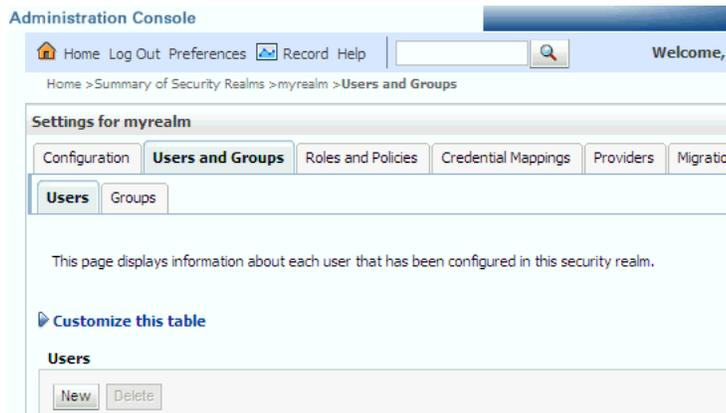 Administration Console
Home Log Out Preferences Record Help Welcome,
Home >Summary of Security Realms >myrealm >Users and Groups
Settings for myrealm
Configuration Users and Groups Roles and Policies Credential Mappings Providers Migratio
Users Groups
This page displays information about each user that has been configured in this security realm.
Customize this table
Users
New Delete